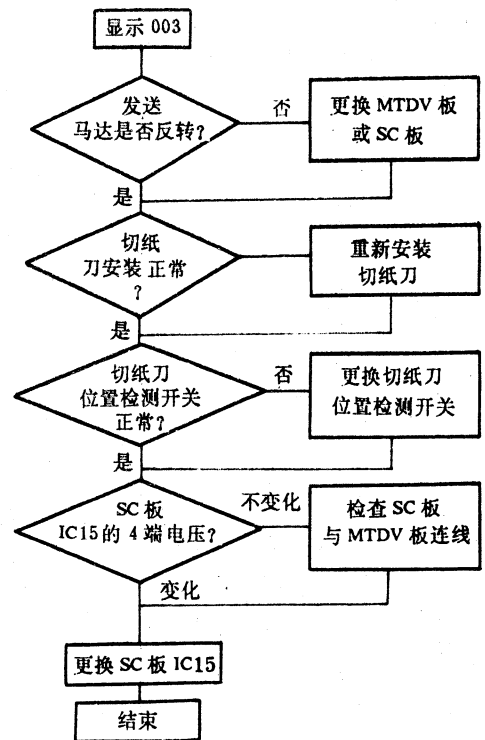 显示 003
发送
马达是否反转?
否
更换 MTDV 板
或 SC 板
是
切纸
刀安装正常
?
重新安装
切纸刀
是
切纸刀
位置检测开关
正常?
否
更换切纸刀
位置检测开关
是
SC 板
IC15的 4 端电压?
不变化
检查 SC 板
与 MTDV 板连线
变化
更换 SC 板 IC15
结束